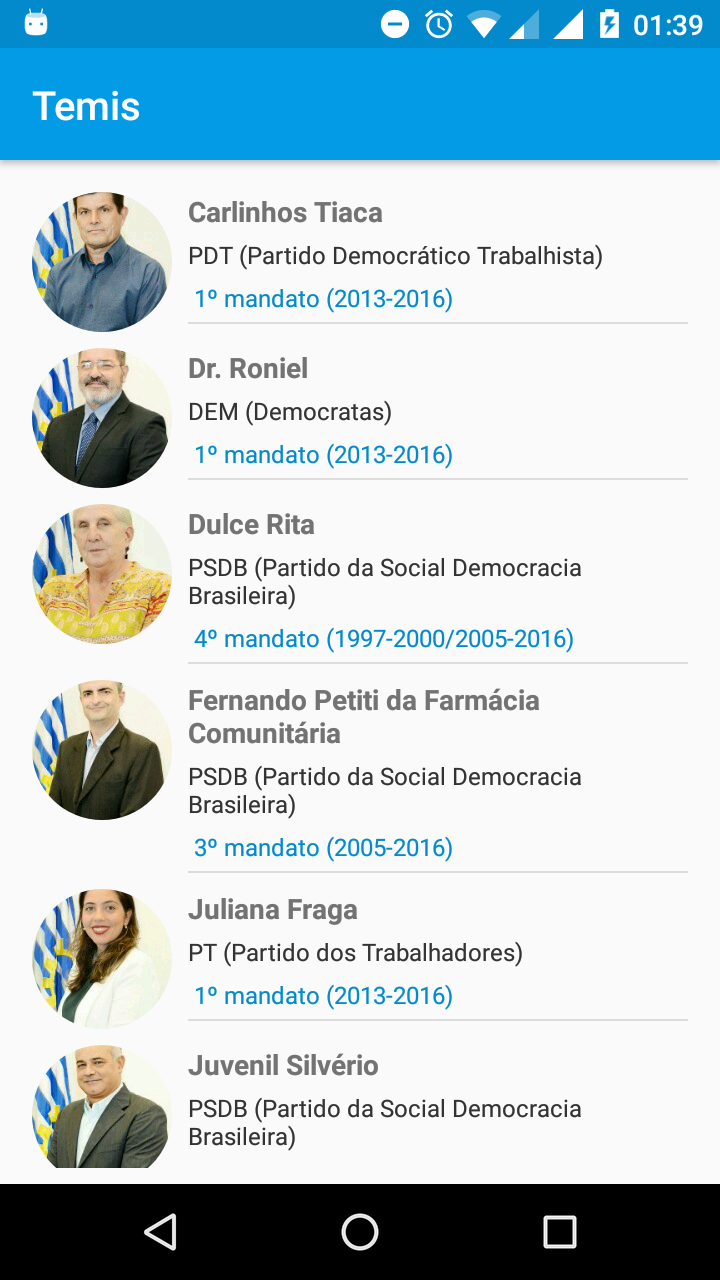 01:39
Temis
Carlinhos Tiaca
PDT (Partido Democrático Trabalhista)
1º mandato (2013-2016)
Dr. Roniel
DEM (Democratas)
1º mandato (2013-2016)
Dulce Rita
PSDB (Partido da Social Democracia
Brasileira)
4º mandato (1997-2000/2005-2016)
Fernando Petiti da Farmácia
Comunitária
PSDB (Partido da Social Democracia
Brasileira)
3º mandato (2005-2016)
Juliana Fraga
PT (Partido dos Trabalhadores)
1º mandato (2013-2016)
Juvenil Silvério
PSDB (Partido da Social Democracia
Brasileira)